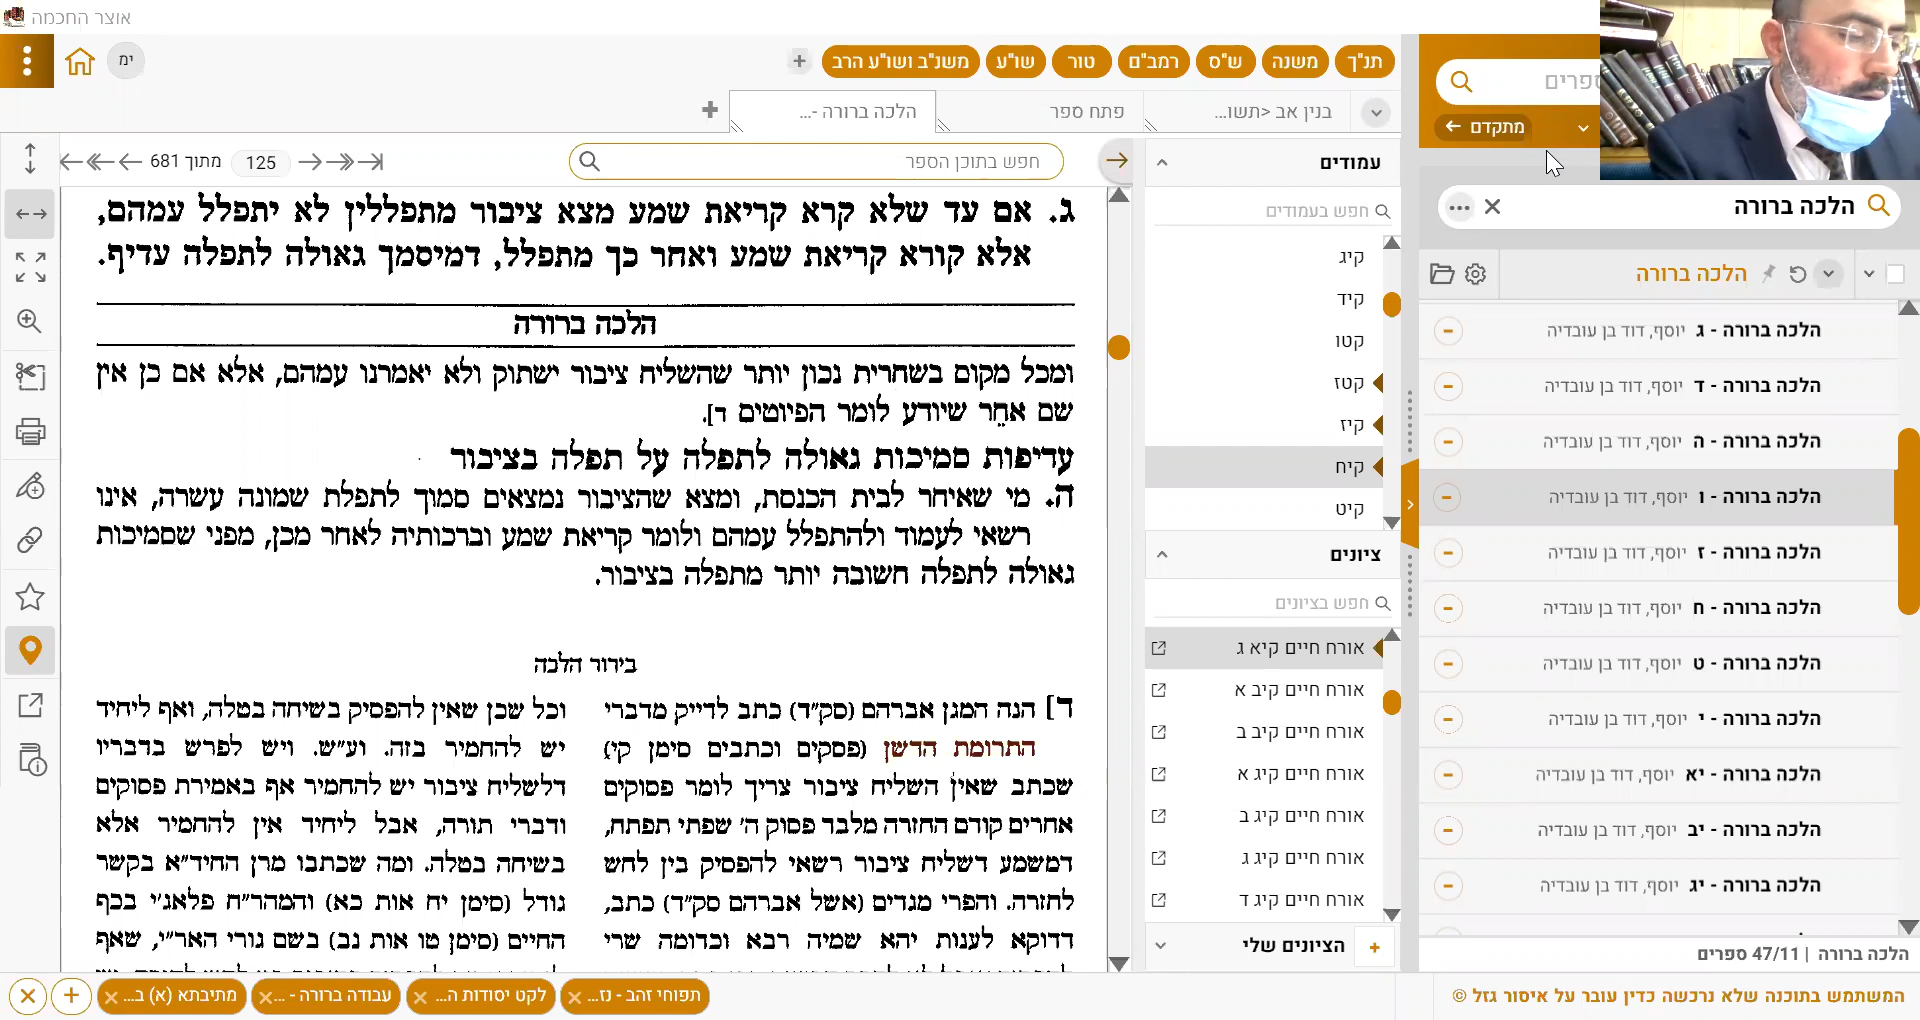 אוצר החכמה
ימ
תנ"ך
משנה
ש"ס
רמב"ם
טור
שו"ע
משנ"ב ושו"ע הרב
בנין אב <תשו...
פתח ספר
הלכה ברורה -...
ספרים
מתקדם
125
מתוך 681
חפש בתוכן הספר
ג. אם עד שלא קרא קריאת שמע מצא ציבור מתפללין לא יתפלל עמהם,
אלא קורא קריאת שמע ואחר כך מתפלל, דמיסמך גאולה לתפלה עדיף.
הלכה ברורה
ומכל מקום בשחרית נכון יותר שהשליח ציבור ישתוק ולא יאמרנו עמהם, אלא אם כן אין
שם אחֵר שיודע לומר הפיוטים ד].
עדיפות סמיכות גאולה לתפלה על תפלה בציבור
ה. מי שאיחר לבית הכנסת, ומצא שהציבור נמצאים סמוך לתפלת שמונה עשרה, אינו
רשאי לעמוד ולהתפלל עמהם ולומר קריאת שמע וברכותיה לאחר מכן, מפני שסמיכות
גאולה לתפלה חשובה יותר מתפלה בציבור.
בירור הלכה
ד] הנה המגן אברהם (סק"ד) כתב לדייק מדברי
התרומת הדשן (פסקים וכתבים סימן קי)
שכתב שאין השליח ציבור צריך לומר פסוקים
אחרים קודם החזרה מלבד פסוק ה' שפתי תפתח,
דמשמע דשליח ציבור רשאי להפסיק בין לחש
לחזרה. והפרי מגדים (אשל אברהם סק"ד) כתב,
דדוקא לענות יהא שמיה רבא וכדומה שרי
וכל שכן שאין להפסיק בשיחה בטלה, ואף ליחיד
יש להחמיר בזה. וע"ש. ויש לפרש בדבריו
דלשליח ציבור יש להחמיר אף באמירת פסוקים
ודברי תורה, אבל ליחיד אין להחמיר אלא
בשיחה בטלה. ומה שכתבו מרן החיד"א בקשר
גודל (סימן יח אות כא) והמהר"ח פלאג'י בכף
החיים (סימן טו אות נב) בשם גורי האר"י, שאף
עמודים
חפש בעמודים
קיג
קיד
קטו
קטז
קיז
קיח
קיט
ציונים
חפש בציונים
אורח חיים קיא ג
אורח חיים קיב א
אורח חיים קיב ב
אורח חיים קיג א
אורח חיים קיג ב
אורח חיים קיג ג
אורח חיים קיג ד
הציונים שלי
הלכה ברורה
הלכה ברורה
הלכה ברורה - ג יוסף, דוד בן עובדיה
הלכה ברורה - ד יוסף, דוד בן עובדיה
הלכה ברורה - ה יוסף, דוד בן עובדיה
הלכה ברורה - ו יוסף, דוד בן עובדיה
הלכה ברורה - ז יוסף, דוד בן עובדיה
הלכה ברורה - ח יוסף, דוד בן עובדיה
הלכה ברורה - ט יוסף, דוד בן עובדיה
הלכה ברורה - י יוסף, דוד בן עובדיה
הלכה ברורה - יא יוסף, דוד בן עובדיה
הלכה ברורה - יב יוסף, דוד בן עובדיה
הלכה ברורה - יג יוסף, דוד בן עובדיה
הלכה ברורה | 47/11 ספרים
המשתמש בתוכנה שלא נרכשה כדין עובר על איסור גזל ©
תפוחי זהב - נז...
לקט יסודות ה...
עבודה ברורה - ...
מתיבתא (א) ב...